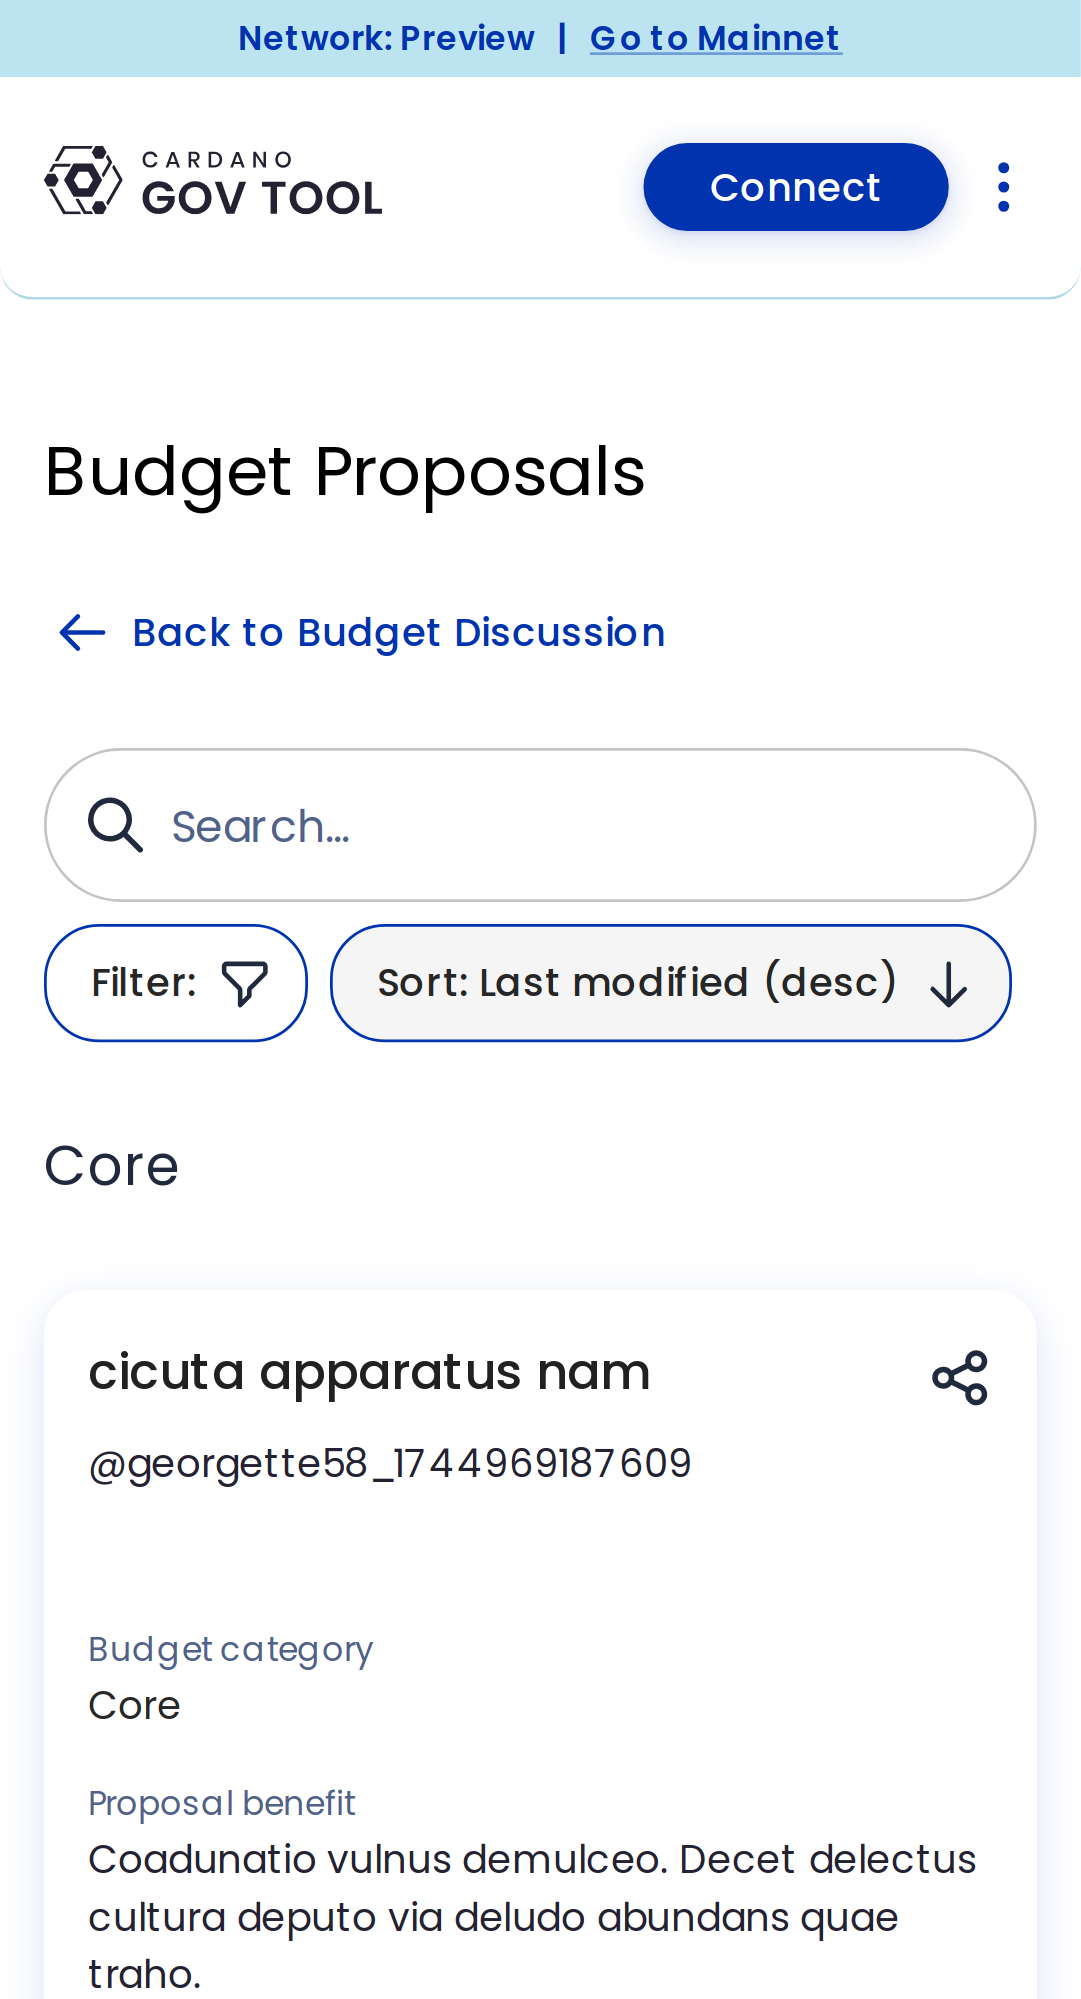 Network: Preview | Go to Mainnet
CARDANO
GOV TOOL
Connect
Budget Proposals
Back to Budget Discussion
Search...
Filter:
Sort: Last modified (desc)
Core
cicuta apparatus nam
@georgette58_1744969187609
Budget category
Core
Proposal benefit
Coadunatio vulnus demulceo. Decet delectus
cultura deputo via deludo abundans quae
traho.